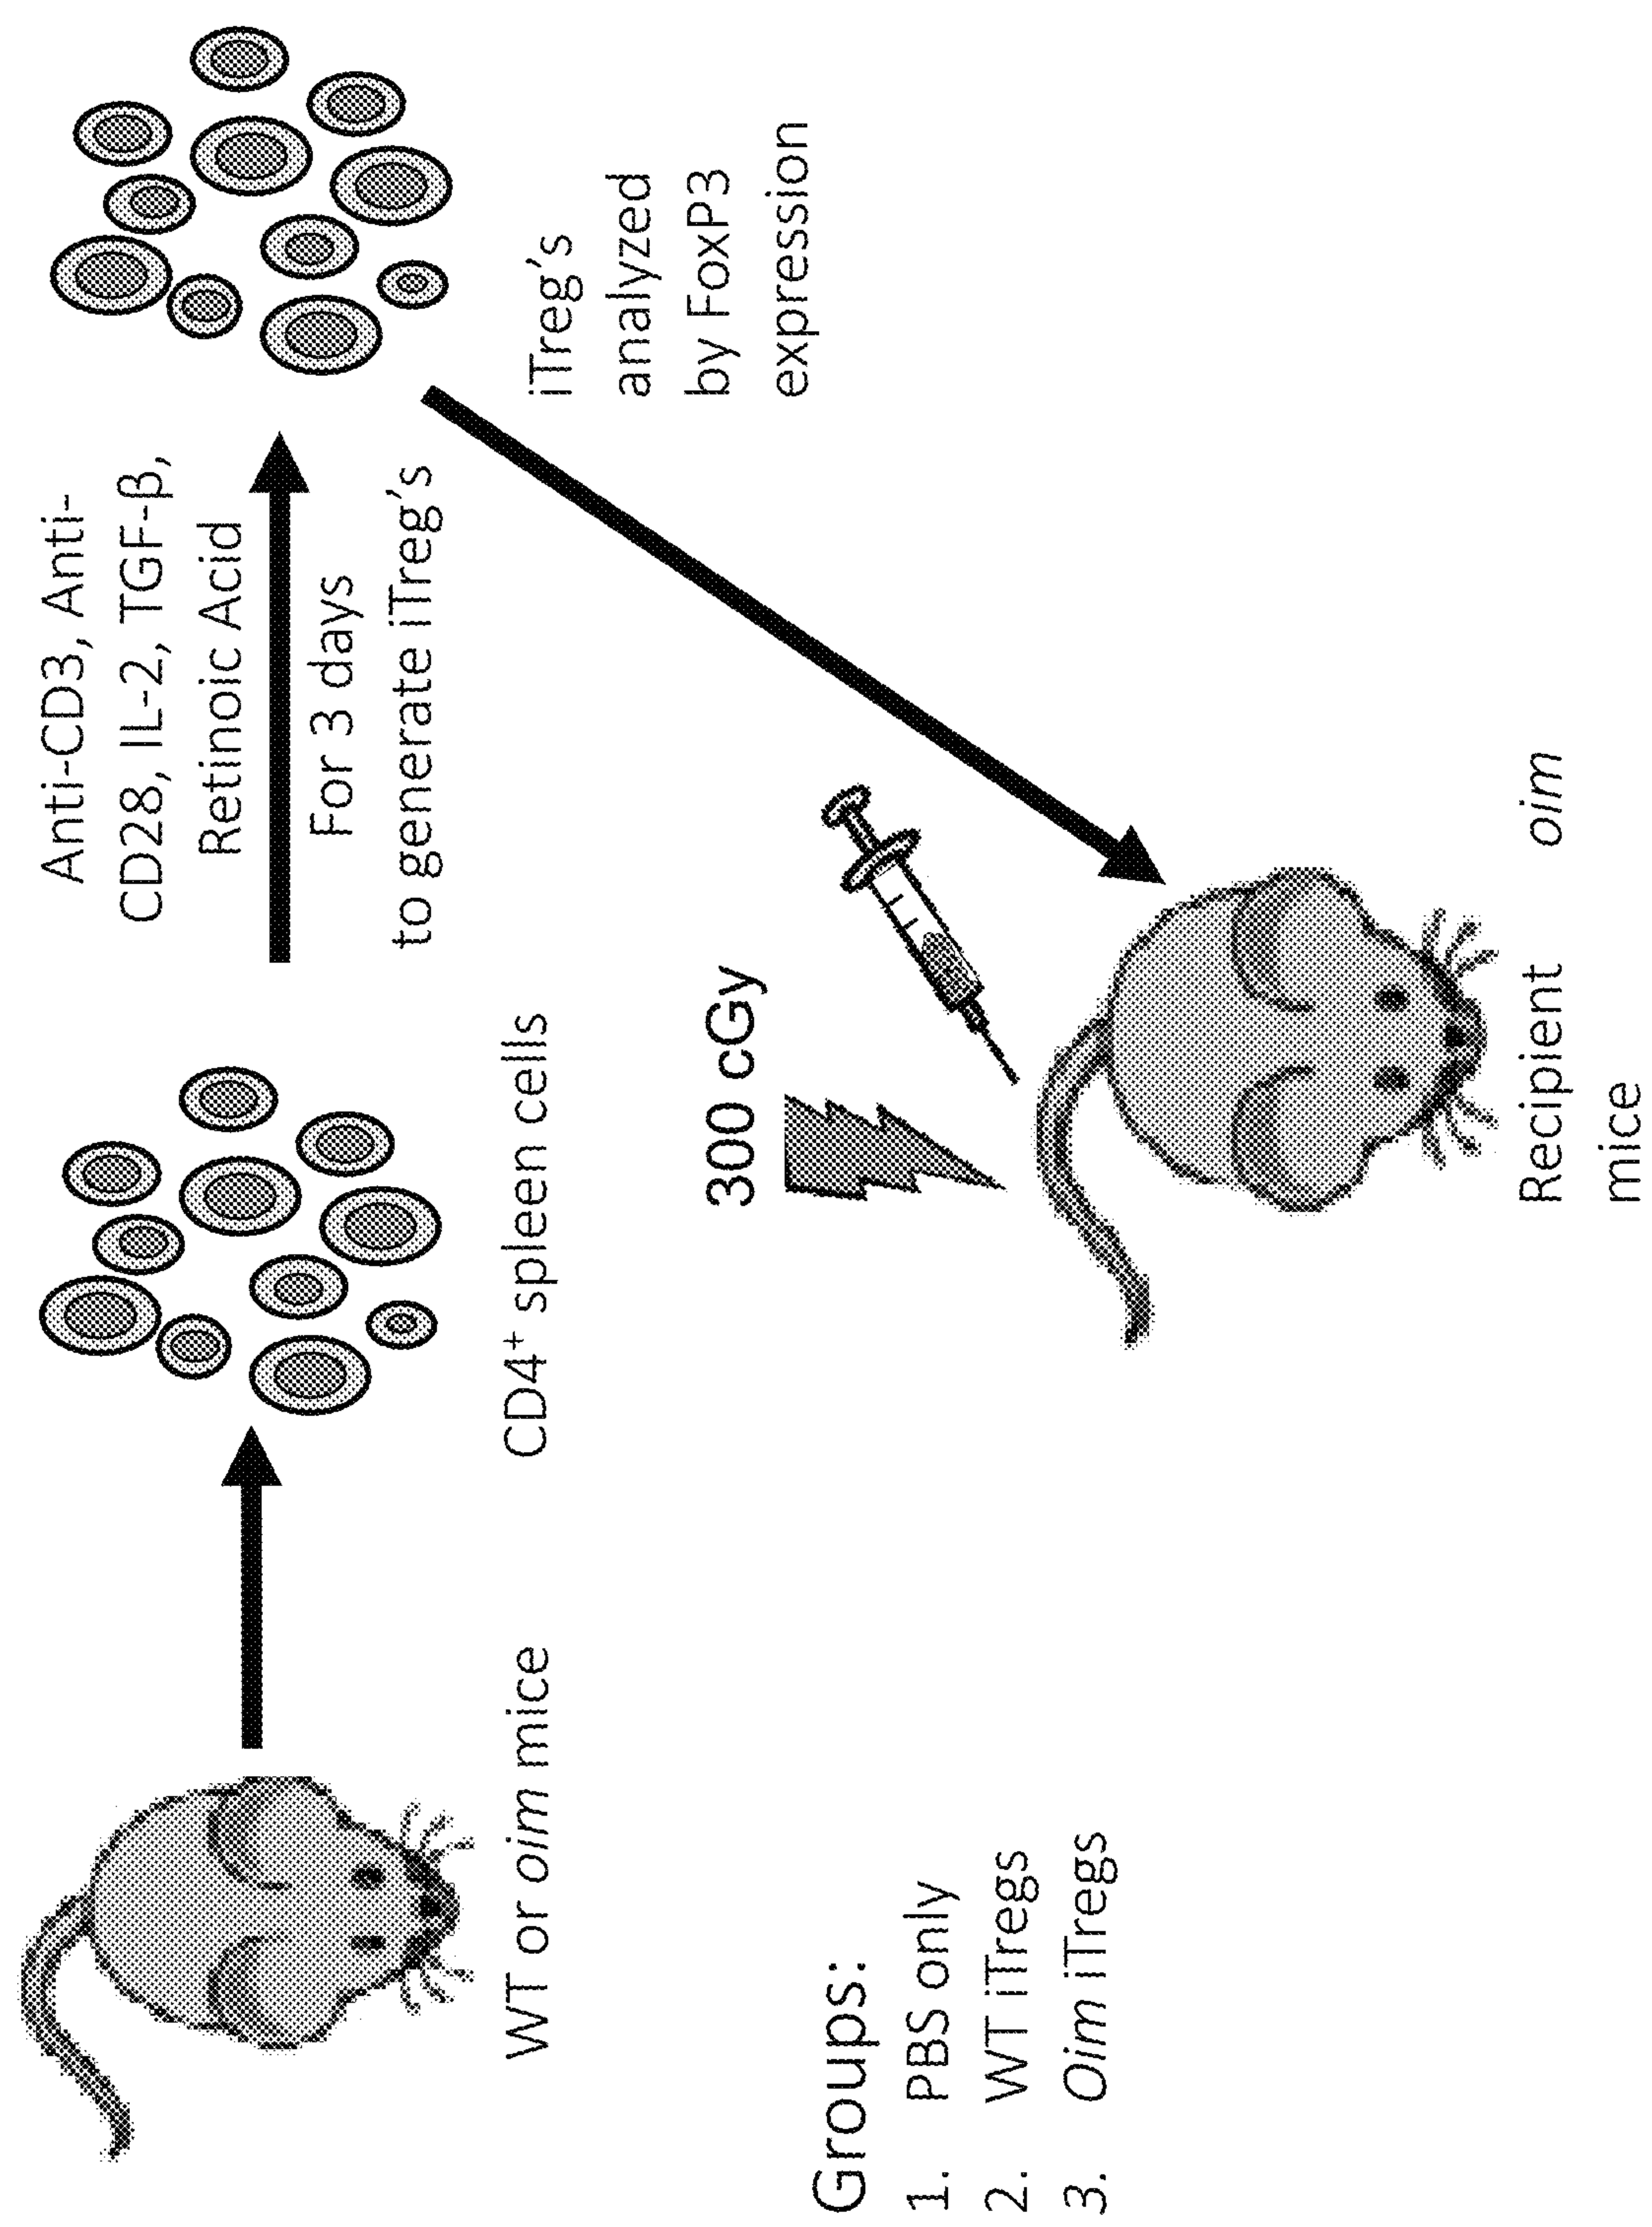 WT or oim mice
CD4⁺ spleen cells
Anti-CD3, Anti-
CD28, IL-2, TGF-β,
Retinoic Acid
For 3 days
to generate iTreg's
iTreg's
analyzed
by FoxP3
expression
Groups:
1. PBS only
2. WT iTregs
3. Oim iTregs
300 cGy
Recipient oim
mice